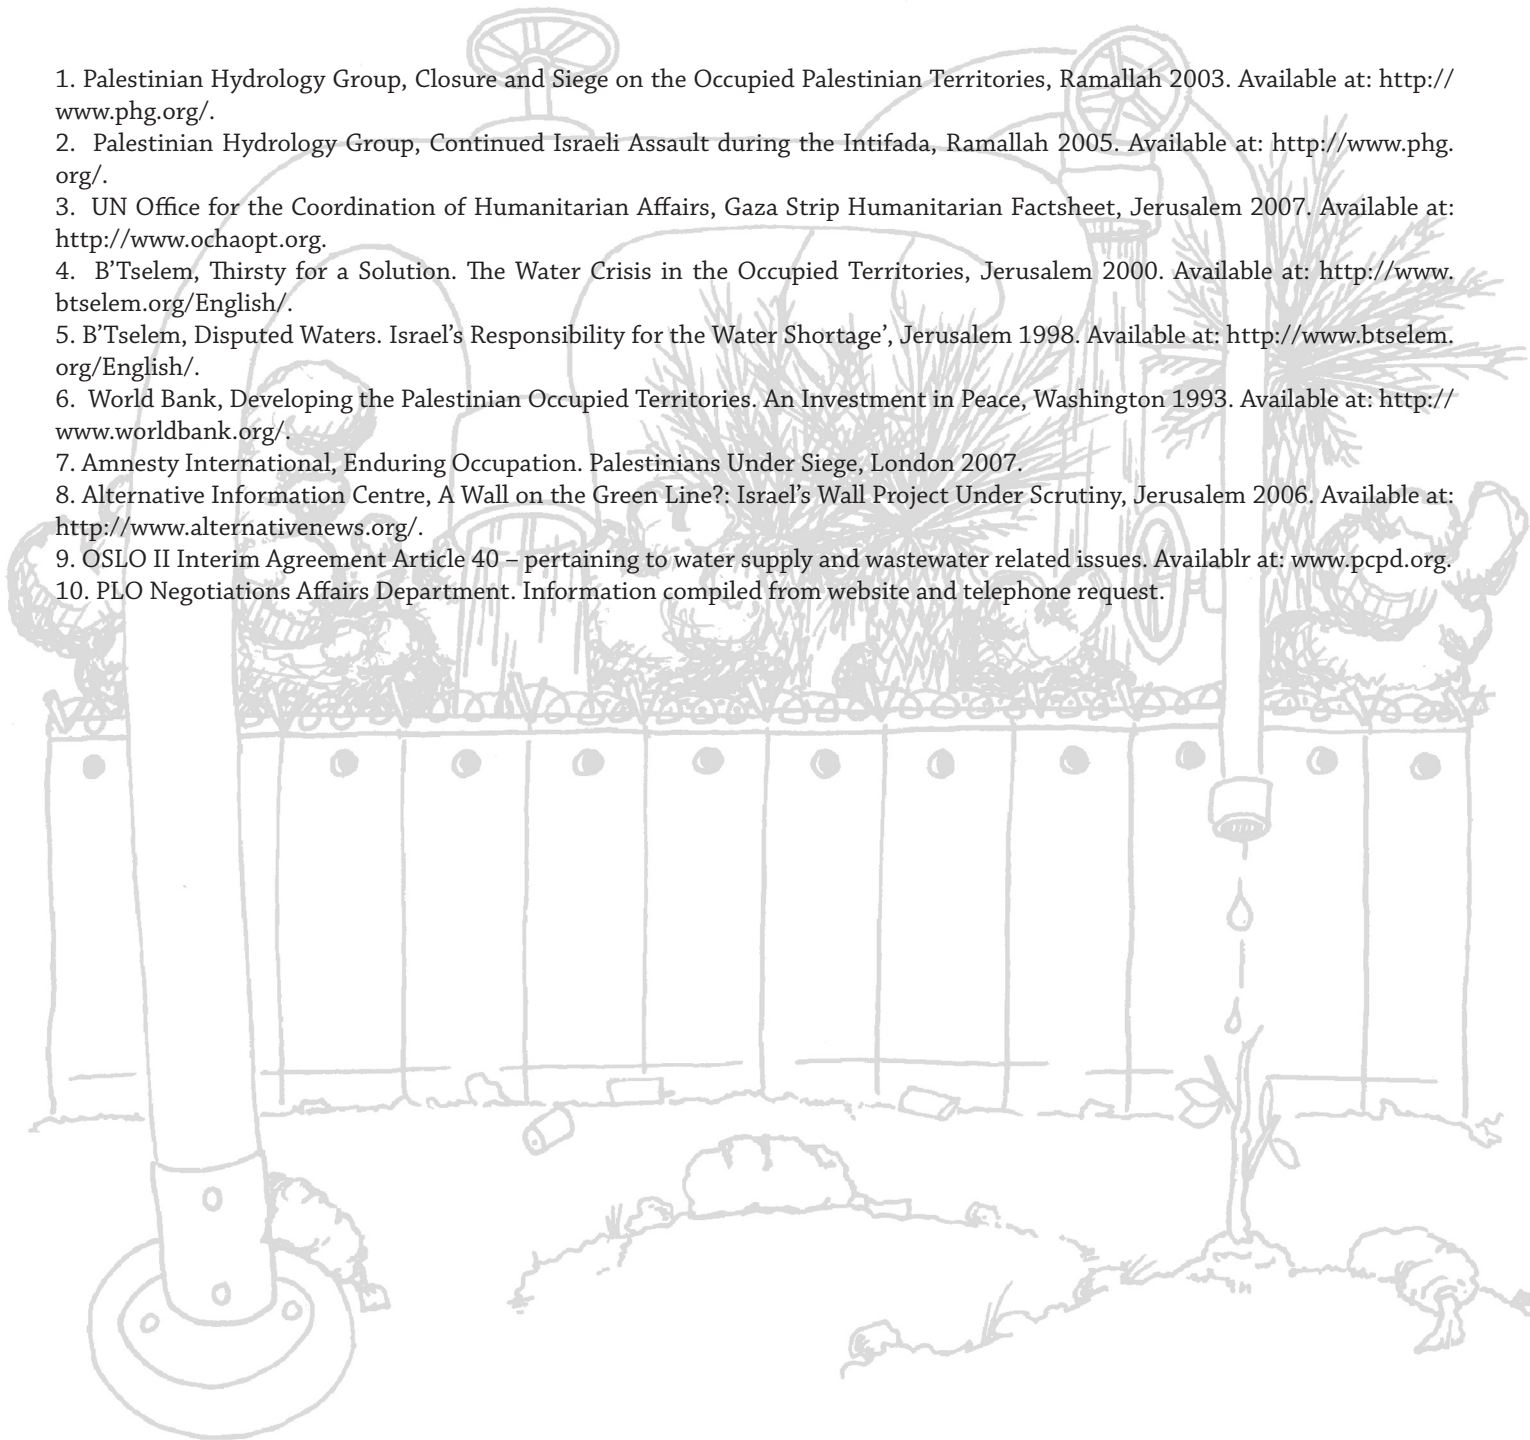 1. Palestinian Hydrology Group, Closure and Siege on the Occupied Palestinian Territories, Ramallah 2003. Available at: http://
www.phg.org/.
2. Palestinian Hydrology Group, Continued Israeli Assault during the Intifada, Ramallah 2005. Available at: http://www.phg.
org/.
3. UN Office for the Coordination of Humanitarian Affairs, Gaza Strip Humanitarian Factsheet, Jerusalem 2007. Available at:
http://www.ochaopt.org.
4. B’Tselem, Thirsty for a Solution. The Water Crisis in the Occupied Territories, Jerusalem 2000. Available at: http://www.
btselem.org/English/.
5. B’Tselem, Disputed Waters. Israel’s Responsibility for the Water Shortage’, Jerusalem 1998. Available at: http://www.btselem.
org/English/.
6. World Bank, Developing the Palestinian Occupied Territories. An Investment in Peace, Washington 1993. Available at: http://
www.worldbank.org/.
7. Amnesty International, Enduring Occupation. Palestinians Under Siege, London 2007.
8. Alternative Information Centre, A Wall on the Green Line?: Israel’s Wall Project Under Scrutiny, Jerusalem 2006. Available at:
http://www.alternativenews.org/.
9. OSLO II Interim Agreement Article 40 – pertaining to water supply and wastewater related issues. Availablr at: www.pcpd.org.
10. PLO Negotiations Affairs Department. Information compiled from website and telephone request.